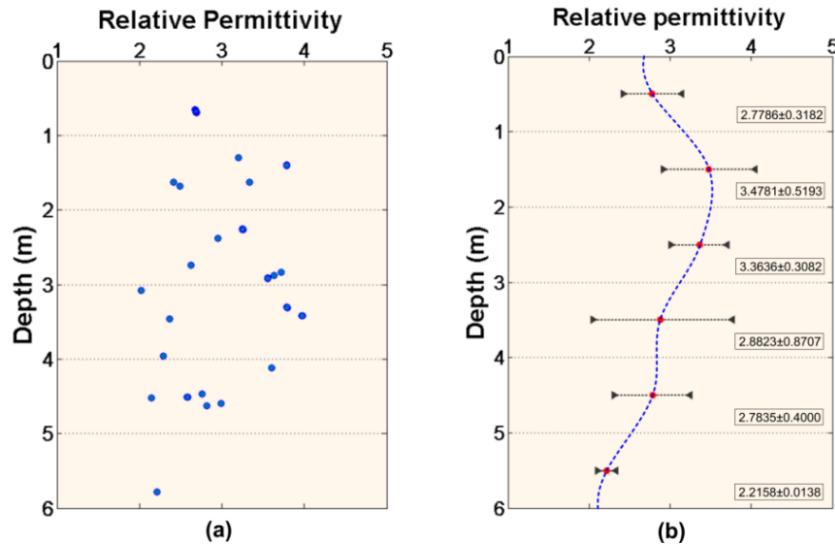 Relative Permittivity
1 2 3 4 5
0
1
2
3
4
5
6
Depth (m)
(a)
Relative permittivity
1 2 3 4 5
0
1
2
3
4
5
6
Depth (m)
2.7786±0.3182
3.4781±0.5193
3.3636±0.3082
2.8823±0.8707
2.7835±0.4000
2.2158±0.0138
(b)